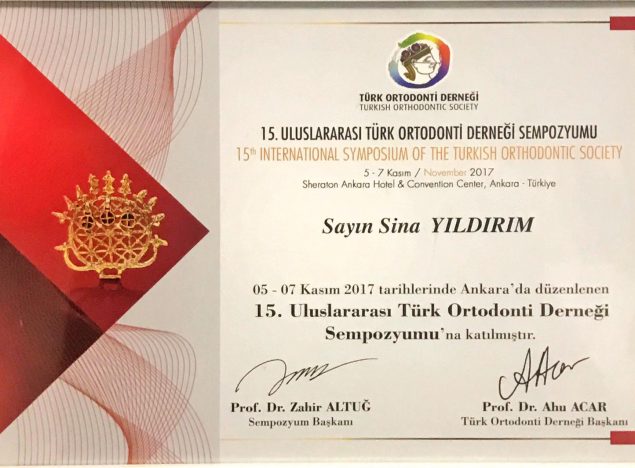 TÜRK ORTODONTİ DERNEĞİ
TURKISH ORTHODONTIC SOCIETY
15. ULUSLARARASI TÜRK ORTODONTİ DERNEĞİ SEMPOZYUMU
15th INTERNATIONAL SYMPOSIUM OF THE TURKISH ORTHODONTIC SOCIETY
5 - 7 Kasım / November 2017
Sheraton Ankara Hotel & Convention Center, Ankara - Türkiye
Sayın Sina YILDIRIM
05 - 07 Kasım 2017 tarihlerinde Ankara'da düzenlenen
15. Uluslararası Türk Ortodonti Derneği
Sempozyumu'na katılmıştır.
Prof. Dr. Zahir ALTUĞ
Sempozyum Başkanı
A Acar
Prof. Dr. Ahu ACAR
Türk Ortodonti Derneği Başkanı